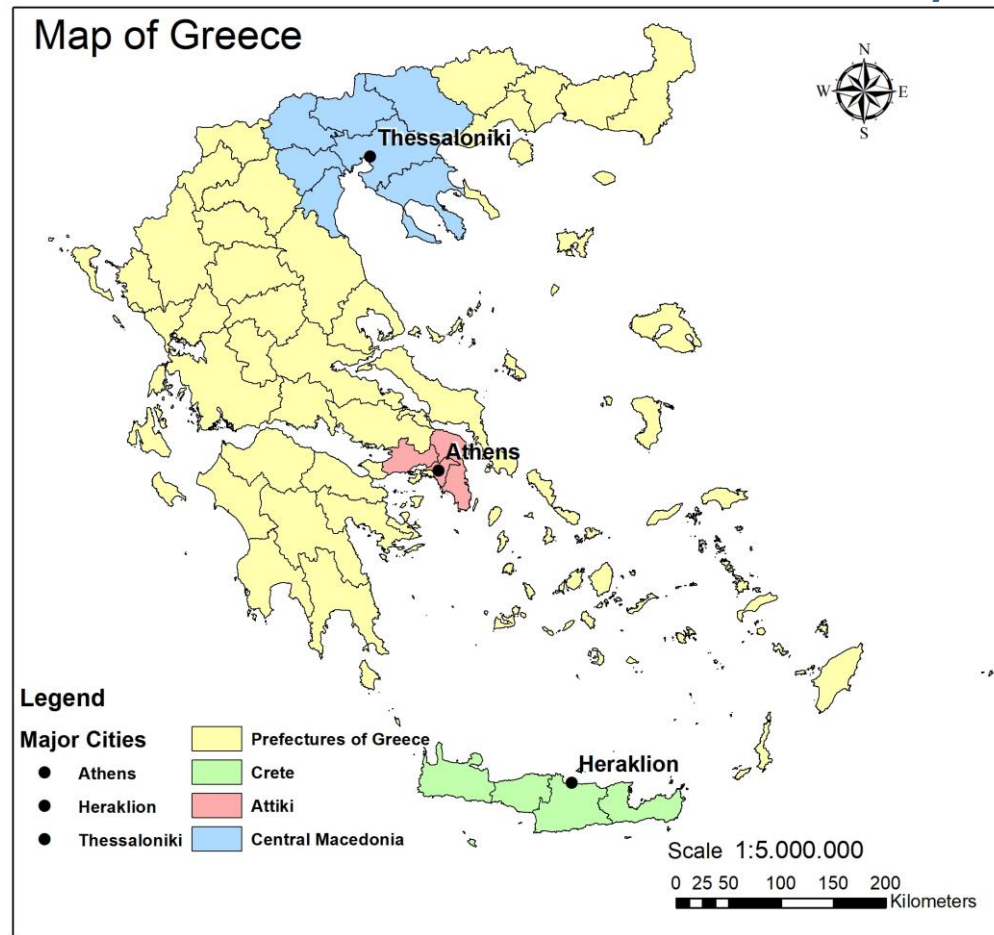 Map of Greece
N
W E
S
Thessaloniki
Athens
Heraklion
Legend
Major Cities
Athens
Heraklion
Thessaloniki
Prefectures of Greece
Crete
Attiki
Central Macedonia
Scale 1:5.000.000
0 25 50 100 150 200
Kilometers